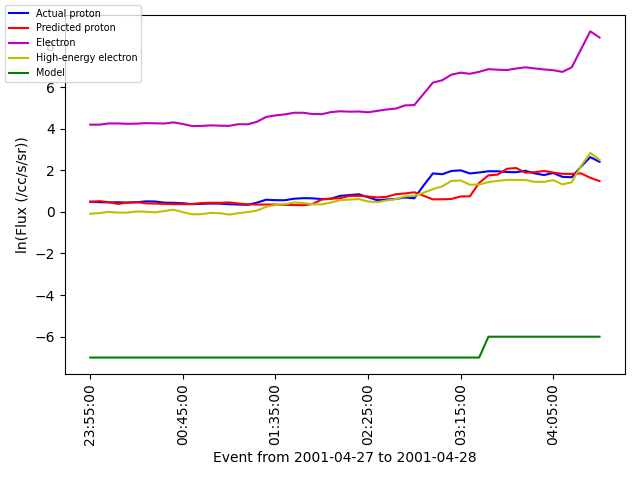 Actual proton
Predicted proton
Electron
High-energy electron
Model
8
6
4
2
0
−2
−4
−6
ln(Flux (/cc/s/sr))
23:55:00
00:45:00
01:35:00
02:25:00
03:15:00
04:05:00
Event from 2001-04-27 to 2001-04-28